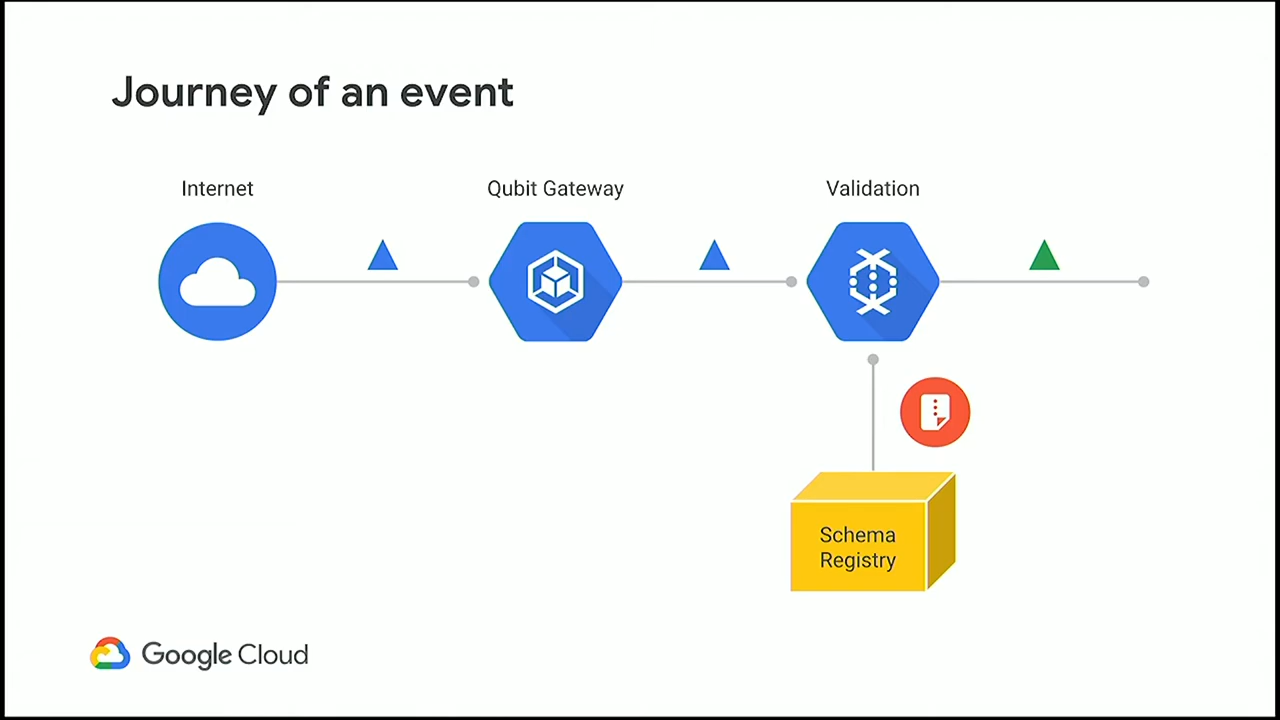 Journey of an event
Internet
Qubit Gateway
Validation
Schema
Registry
Google Cloud